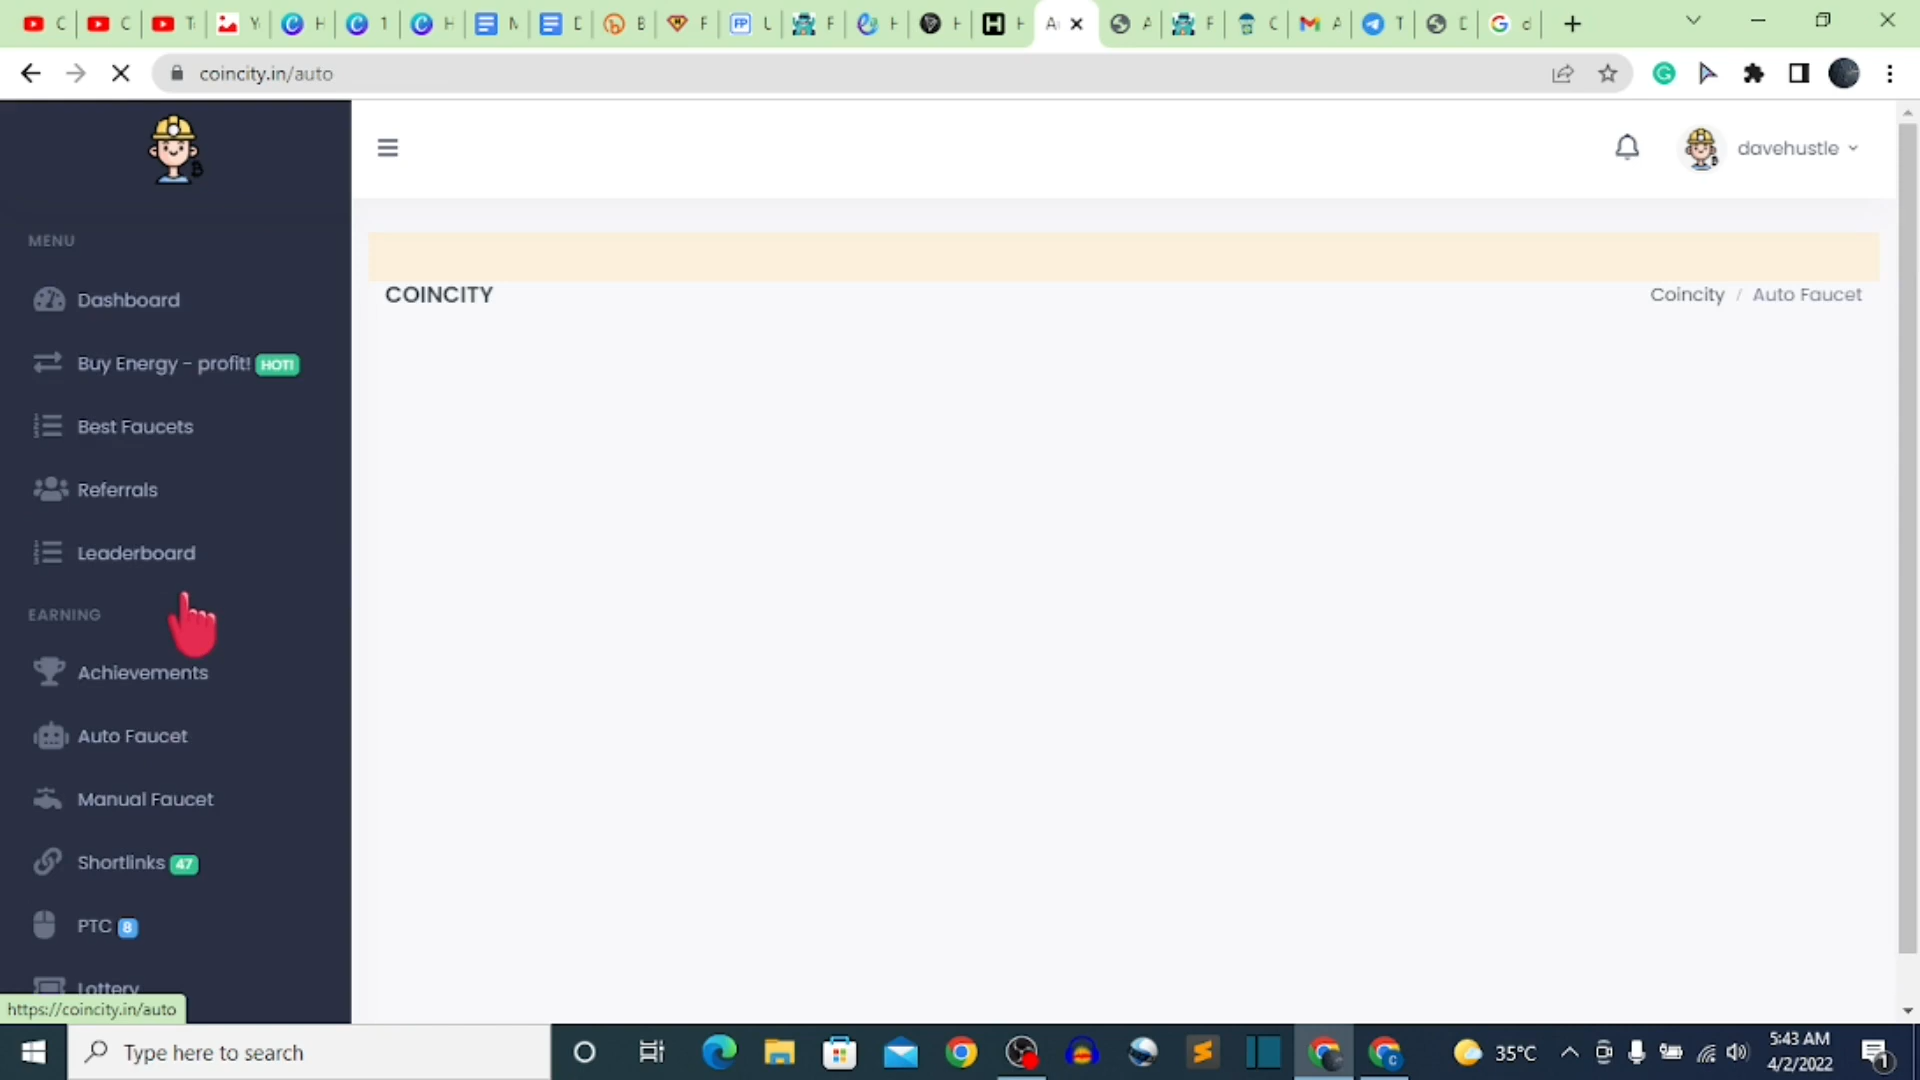 coincity.in/auto
davehustle
MENU
Dashboard
COINCITY
Coincity / Auto Faucet
Buy Energy - profit! HOT!
Best Faucets
Referrals
Leaderboard
EARNING
Achievements
Auto Faucet
Manual Faucet
Shortlinks 47
PTC 8
Lottery
https://coincity.in/auto
Type here to search
35°C
5:43 AM
4/2/2022
1